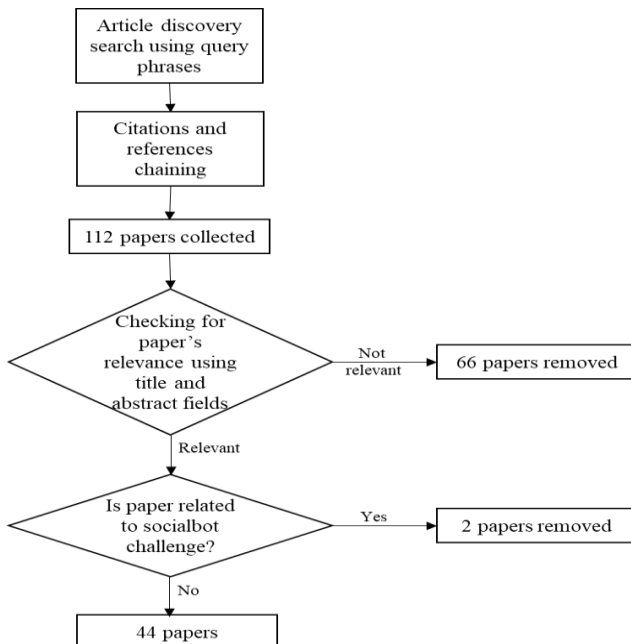 Article discovery
search using query
phrases
Citations and
references
chaining
112 papers collected
Checking for
paper's
relevance using
title and
abstract fields
Not
relevant
66 papers removed
Relevant
Is paper related
to socialbot
challenge?
Yes
2 papers removed
No
44 papers